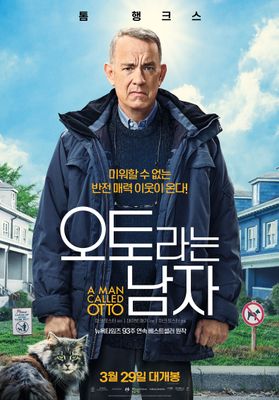 톰 행크스
미워할 수 없는
반전 매력 이웃이 온다!
오토라는
남자
A MAN
CALLED
OTTO
뉴욕타임즈 93주 연속 베스트셀러 원작
3월 29일 대개봉